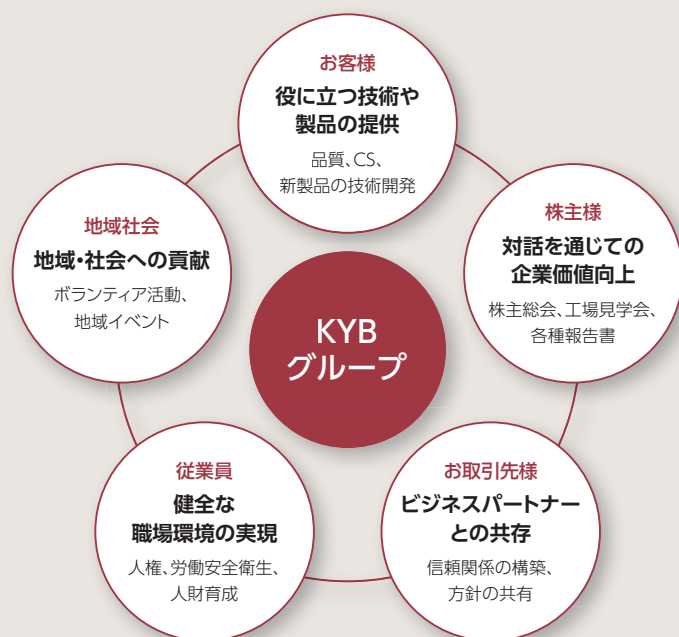 お客様
役に立つ技術や
製品の提供
品質、CS、
新製品の技術開発
地域社会
地域・社会への貢献
ボランティア活動、
地域イベント
株主様
対話を通じての
企業価値向上
株主総会、工場見学会、
各種報告書
KYB
グループ
従業員
健全な
職場環境の実現
人権、労働安全衛生、
人財育成
お取引先様
ビジネスパートナー
との共存
信頼関係の構築、
方針の共有